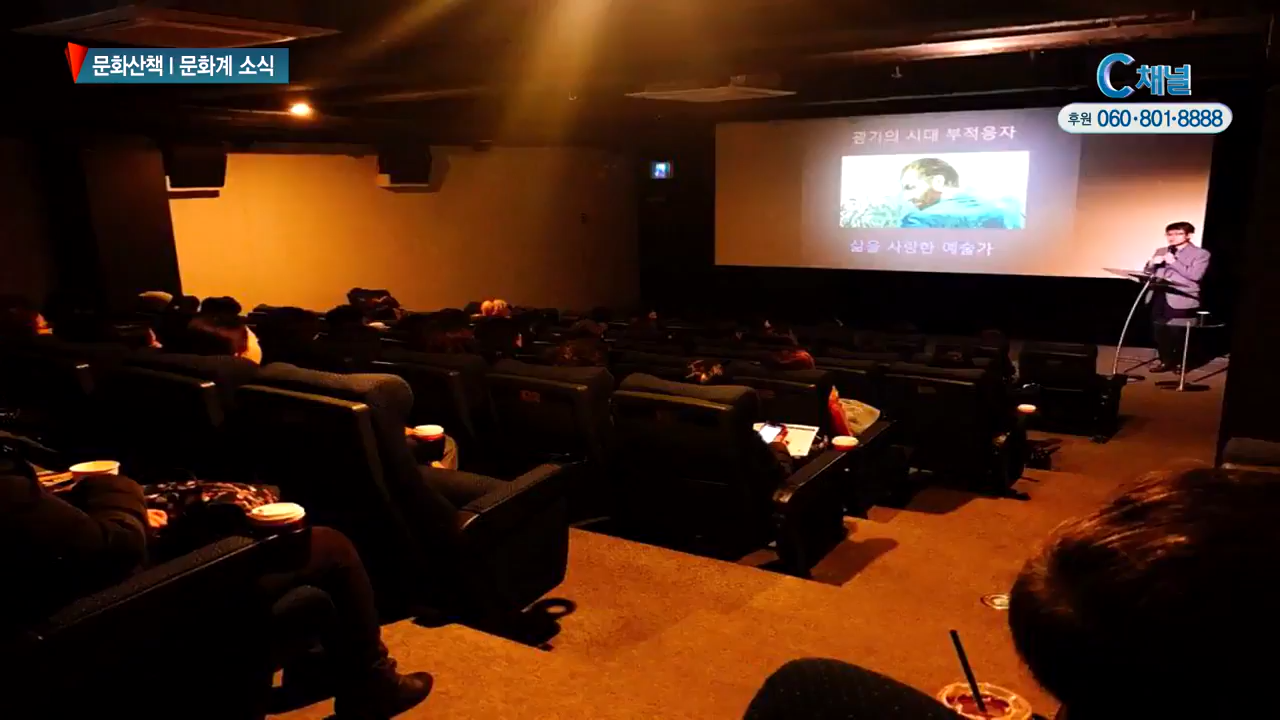 문화산책 | 문화계 소식
C채널
후원 060·801·8888
광기의 시대 부적응자
삶을 사랑한 예술가